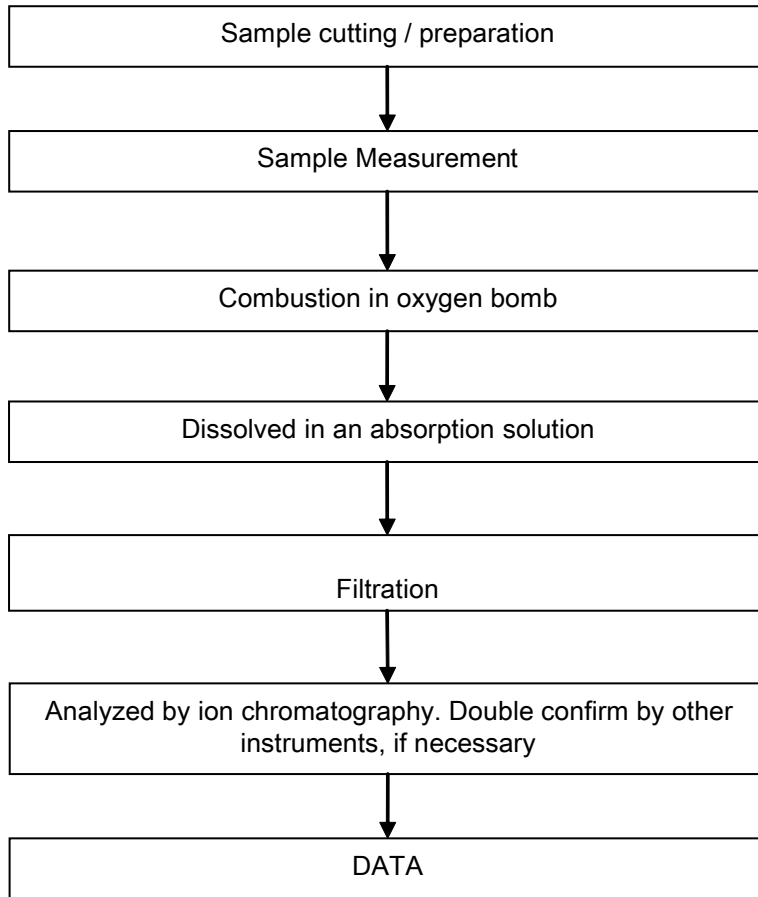 Sample cutting / preparation
Sample Measurement
Combustion in oxygen bomb
Dissolved in an absorption solution
Filtration
Analyzed by ion chromatography. Double confirm by other
instruments, if necessary
DATA